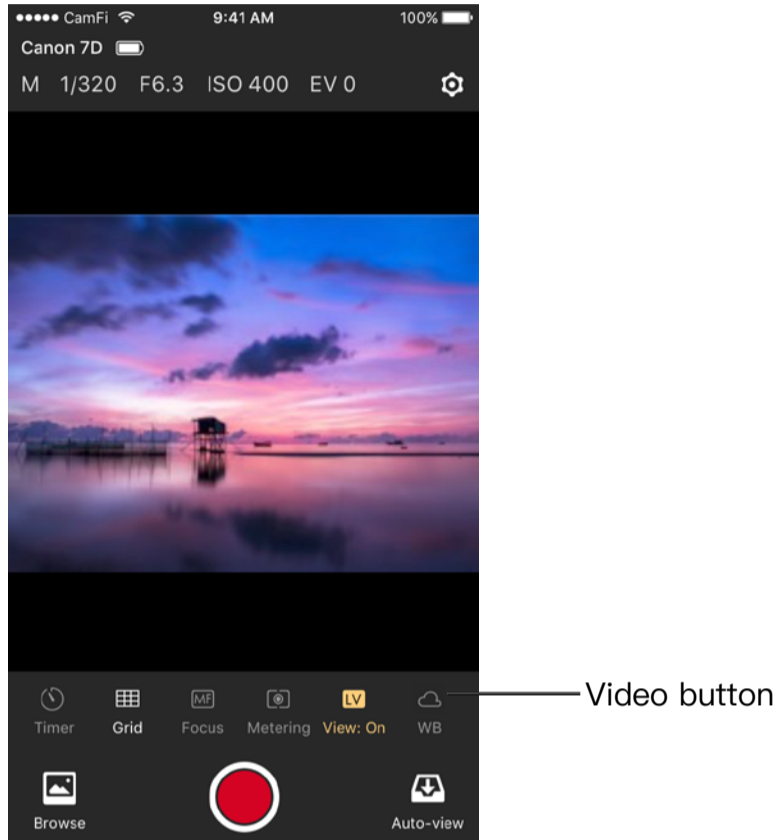 CamFi 9:41 AM 100%
Canon 7D
M 1/320 F6.3 ISO 400 EV 0
MF LV
Timer Grid Focus Metering View: On WB
Video button
Browse Auto-view